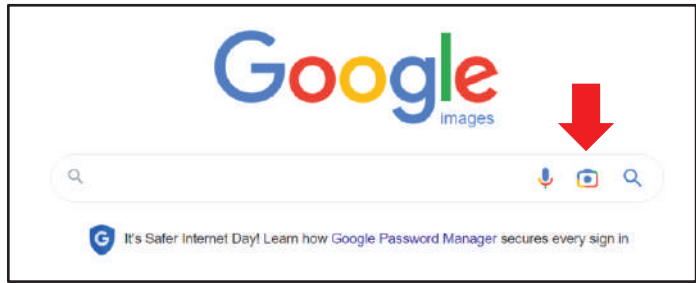 Google
images
It's Safer Internet Day! Learn how Google Password Manager secures every sign in